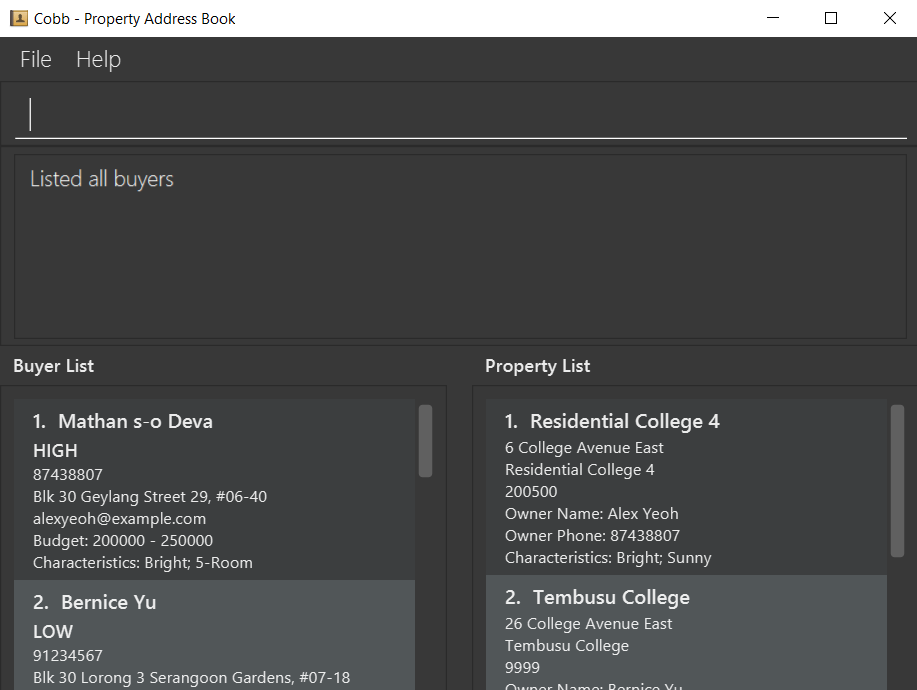 Cobb - Property Address Book
File Help
Listed all buyers
Buyer List
1. Mathan s-o Deva
HIGH
87438807
Blk 30 Geylang Street 29, #06-40
alexyeoh@example.com
Budget: 200000 - 250000
Characteristics: Bright; 5-Room
2. Bernice Yu
LOW
91234567
Blk 30 Lorong 3 Serangoon Gardens, #07-18
Property List
1. Residential College 4
6 College Avenue East
Residential College 4
200500
Owner Name: Alex Yeoh
Owner Phone: 87438807
Characteristics: Bright; Sunny
2. Tembusu College
26 College Avenue East
Tembusu College
9999
Owner Name: Bernice Yu